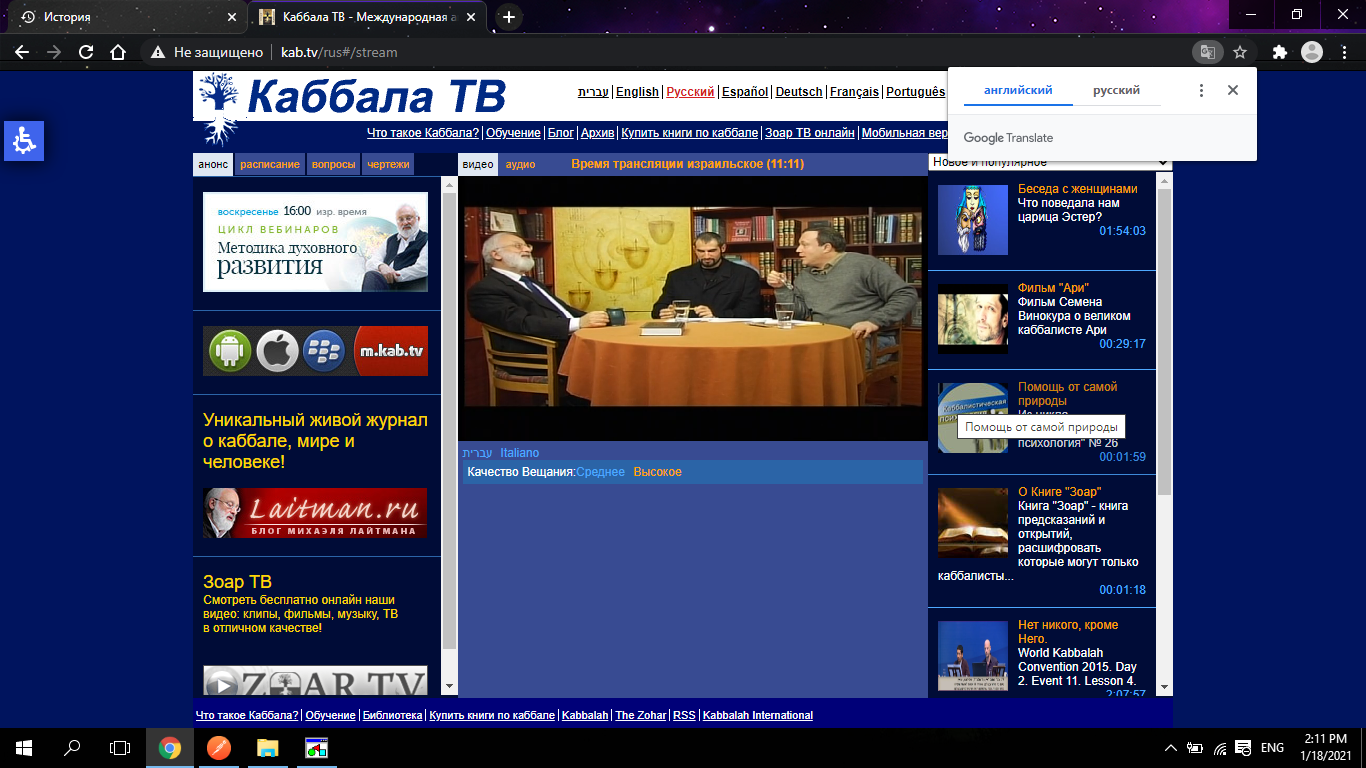 История
Каббала ТВ - Международная а
Не защищено
kab.tv/rus#/stream
английский
русский
Google Translate
Каббала ТВ
עברית | English | Русский | Español | Deutsch | Français | Português
Что такое Каббала? | Обучение | Блог | Архив | Купить книги по каббале | Зоар ТВ онлайн | Мобильная вер
анонс
расписание
вопросы
чертежи
воскресенье 16:00 изр. время
ЦИКЛ ВЕБИНАРОВ
Методика духовного
развития
m.kab.tv
Уникальный живой журнал
о каббале, мире и
человеке!
Laitman.ru
БЛОГ МИХАЭЛЯ ЛАЙТМАНА
Зоар ТВ
Смотреть бесплатно онлайн наши
видео: клипы, фильмы, музыку, ТВ
в отличном качестве!
ZOAR TV
видео
аудио
Время трансляции израильское (11:11)
עברית Italiano
Качество Вещания:Среднее Высокое
Новое и популярное
Беседа с женщинами
Что поведала нам
царица Эстер?
01:54:03
Фильм "Ари"
Фильм Семена
Винокура о великом
каббалисте Ари
00:29:17
Помощь от самой
природы
Помощь от самой природы
психология" № 26
00:01:59
О Книге "Зоар"
Книга "Зоар" - книга
предсказаний и
открытий,
расшифровать
которые могут только
каббалисты...
00:01:18
Нет никого, кроме
Него.
World Kabbalah
Convention 2015. Day
2. Event 11. Lesson 4.
2:07:57
Что такое Каббала? | Обучение | Библиотека | Купить книги по каббале | Kabbalah | The Zohar | RSS | Kabbalah International
ENG
2:11 PM
1/18/2021